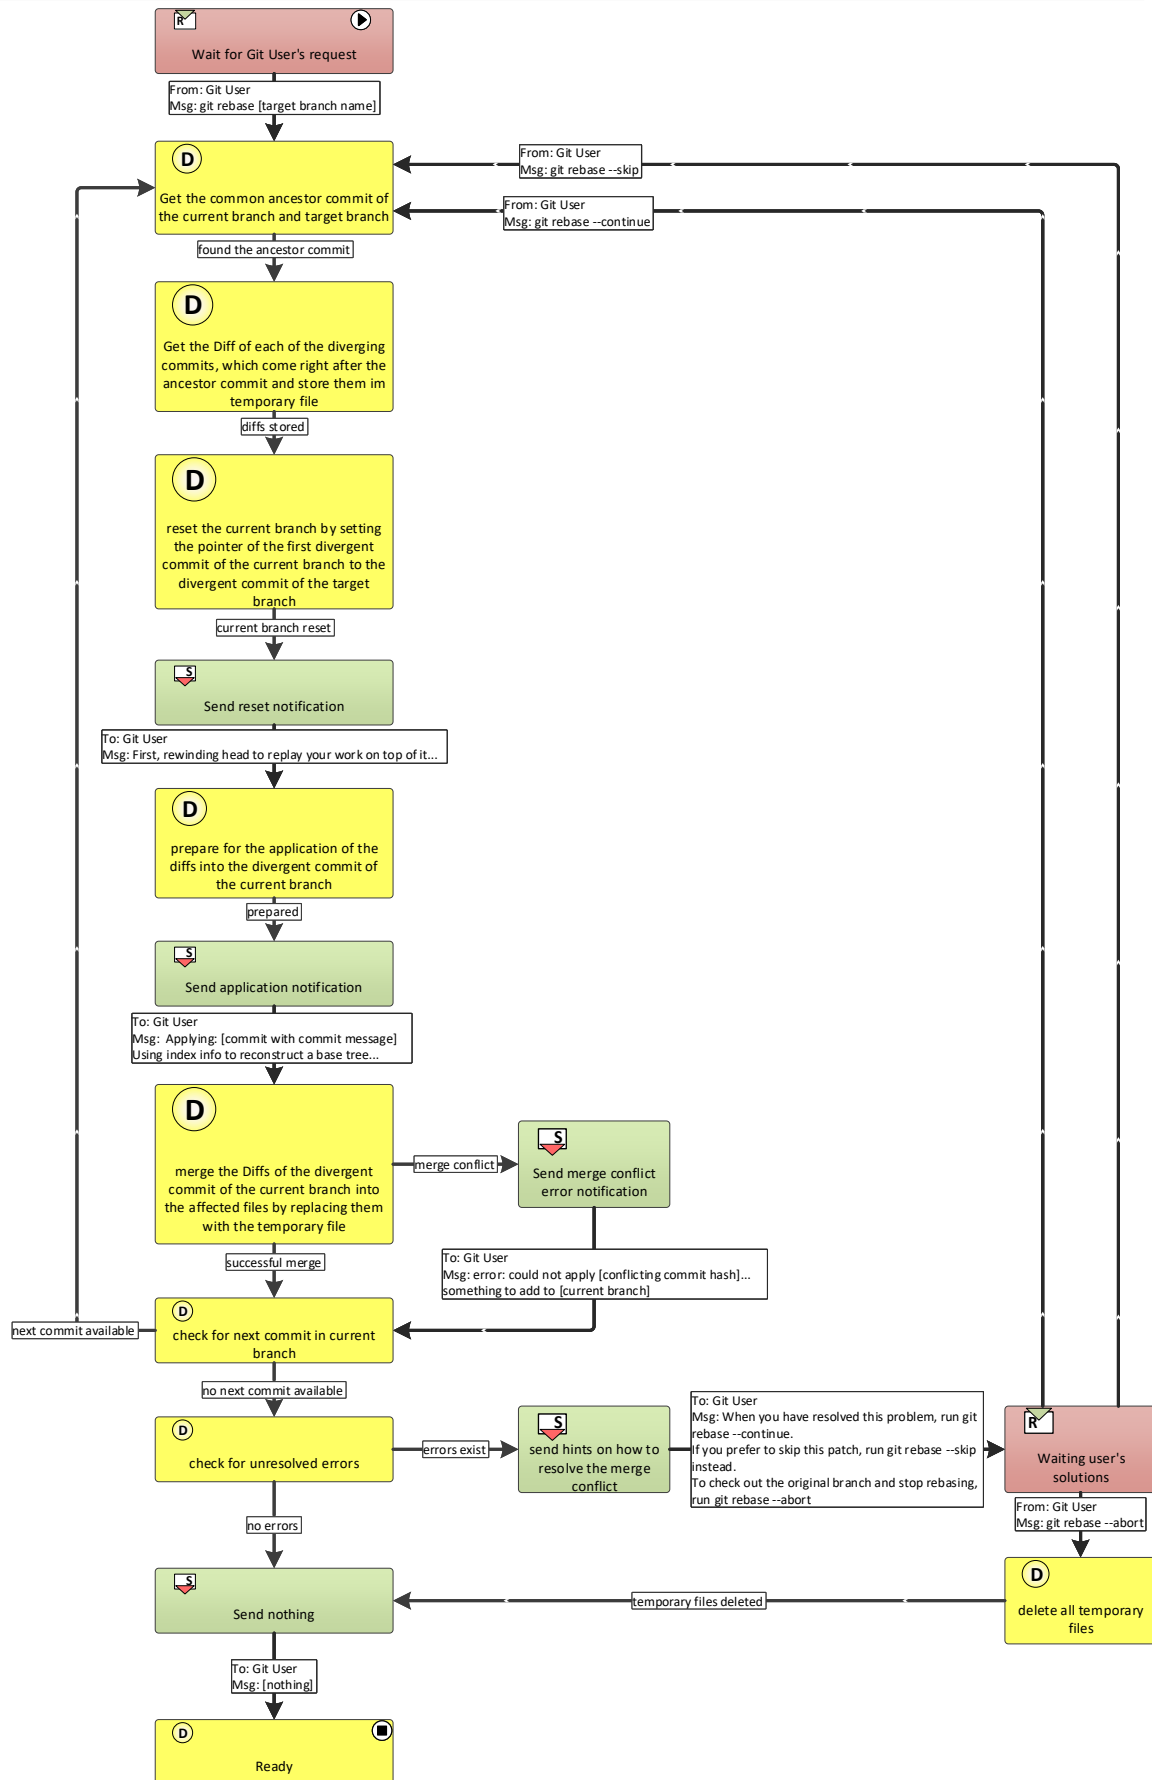 R
Wait for Git User's request
From: Git User
Msg: git rebase [target branch name]
D
Get the common ancestor commit of
the current branch and target branch
From: Git User
Msg: git rebase --skip
From: Git User
Msg: git rebase --continue
found the ancestor commit
D
Get the Diff of each of the diverging
commits, which come right after the
ancestor commit and store them im
temporary file
diffs stored
D
reset the current branch by setting
the pointer of the first divergent
commit of the current branch to the
divergent commit of the target
branch
current branch reset
S
Send reset notification
To: Git User
Msg: First, rewinding head to replay your work on top of it...
D
prepare for the application of the
diffs into the divergent commit of
the current branch
prepared
S
Send application notification
To: Git User
Msg:  Applying: [commit with commit message]
Using index info to reconstruct a base tree...
D
merge the Diffs of the divergent
commit of the current branch into
the affected files by replacing them
with the temporary file
merge conflict
S
Send merge conflict
error notification
successful merge
To: Git User
Msg: error: could not apply [conflicting commit hash]...
something to add to [current branch]
next commit available
D
check for next commit in current
branch
no next commit available
D
check for unresolved errors
errors exist
S
send hints on how to
resolve the merge
conflict
To: Git User
Msg: When you have resolved this problem, run git
rebase --continue.
If you prefer to skip this patch, run git rebase --skip
instead.
To check out the original branch and stop rebasing,
run git rebase --abort
R
Waiting user's
solutions
From: Git User
Msg: git rebase --abort
no errors
D
delete all temporary
files
temporary files deleted
S
Send nothing
To: Git User
Msg: [nothing]
D
Ready